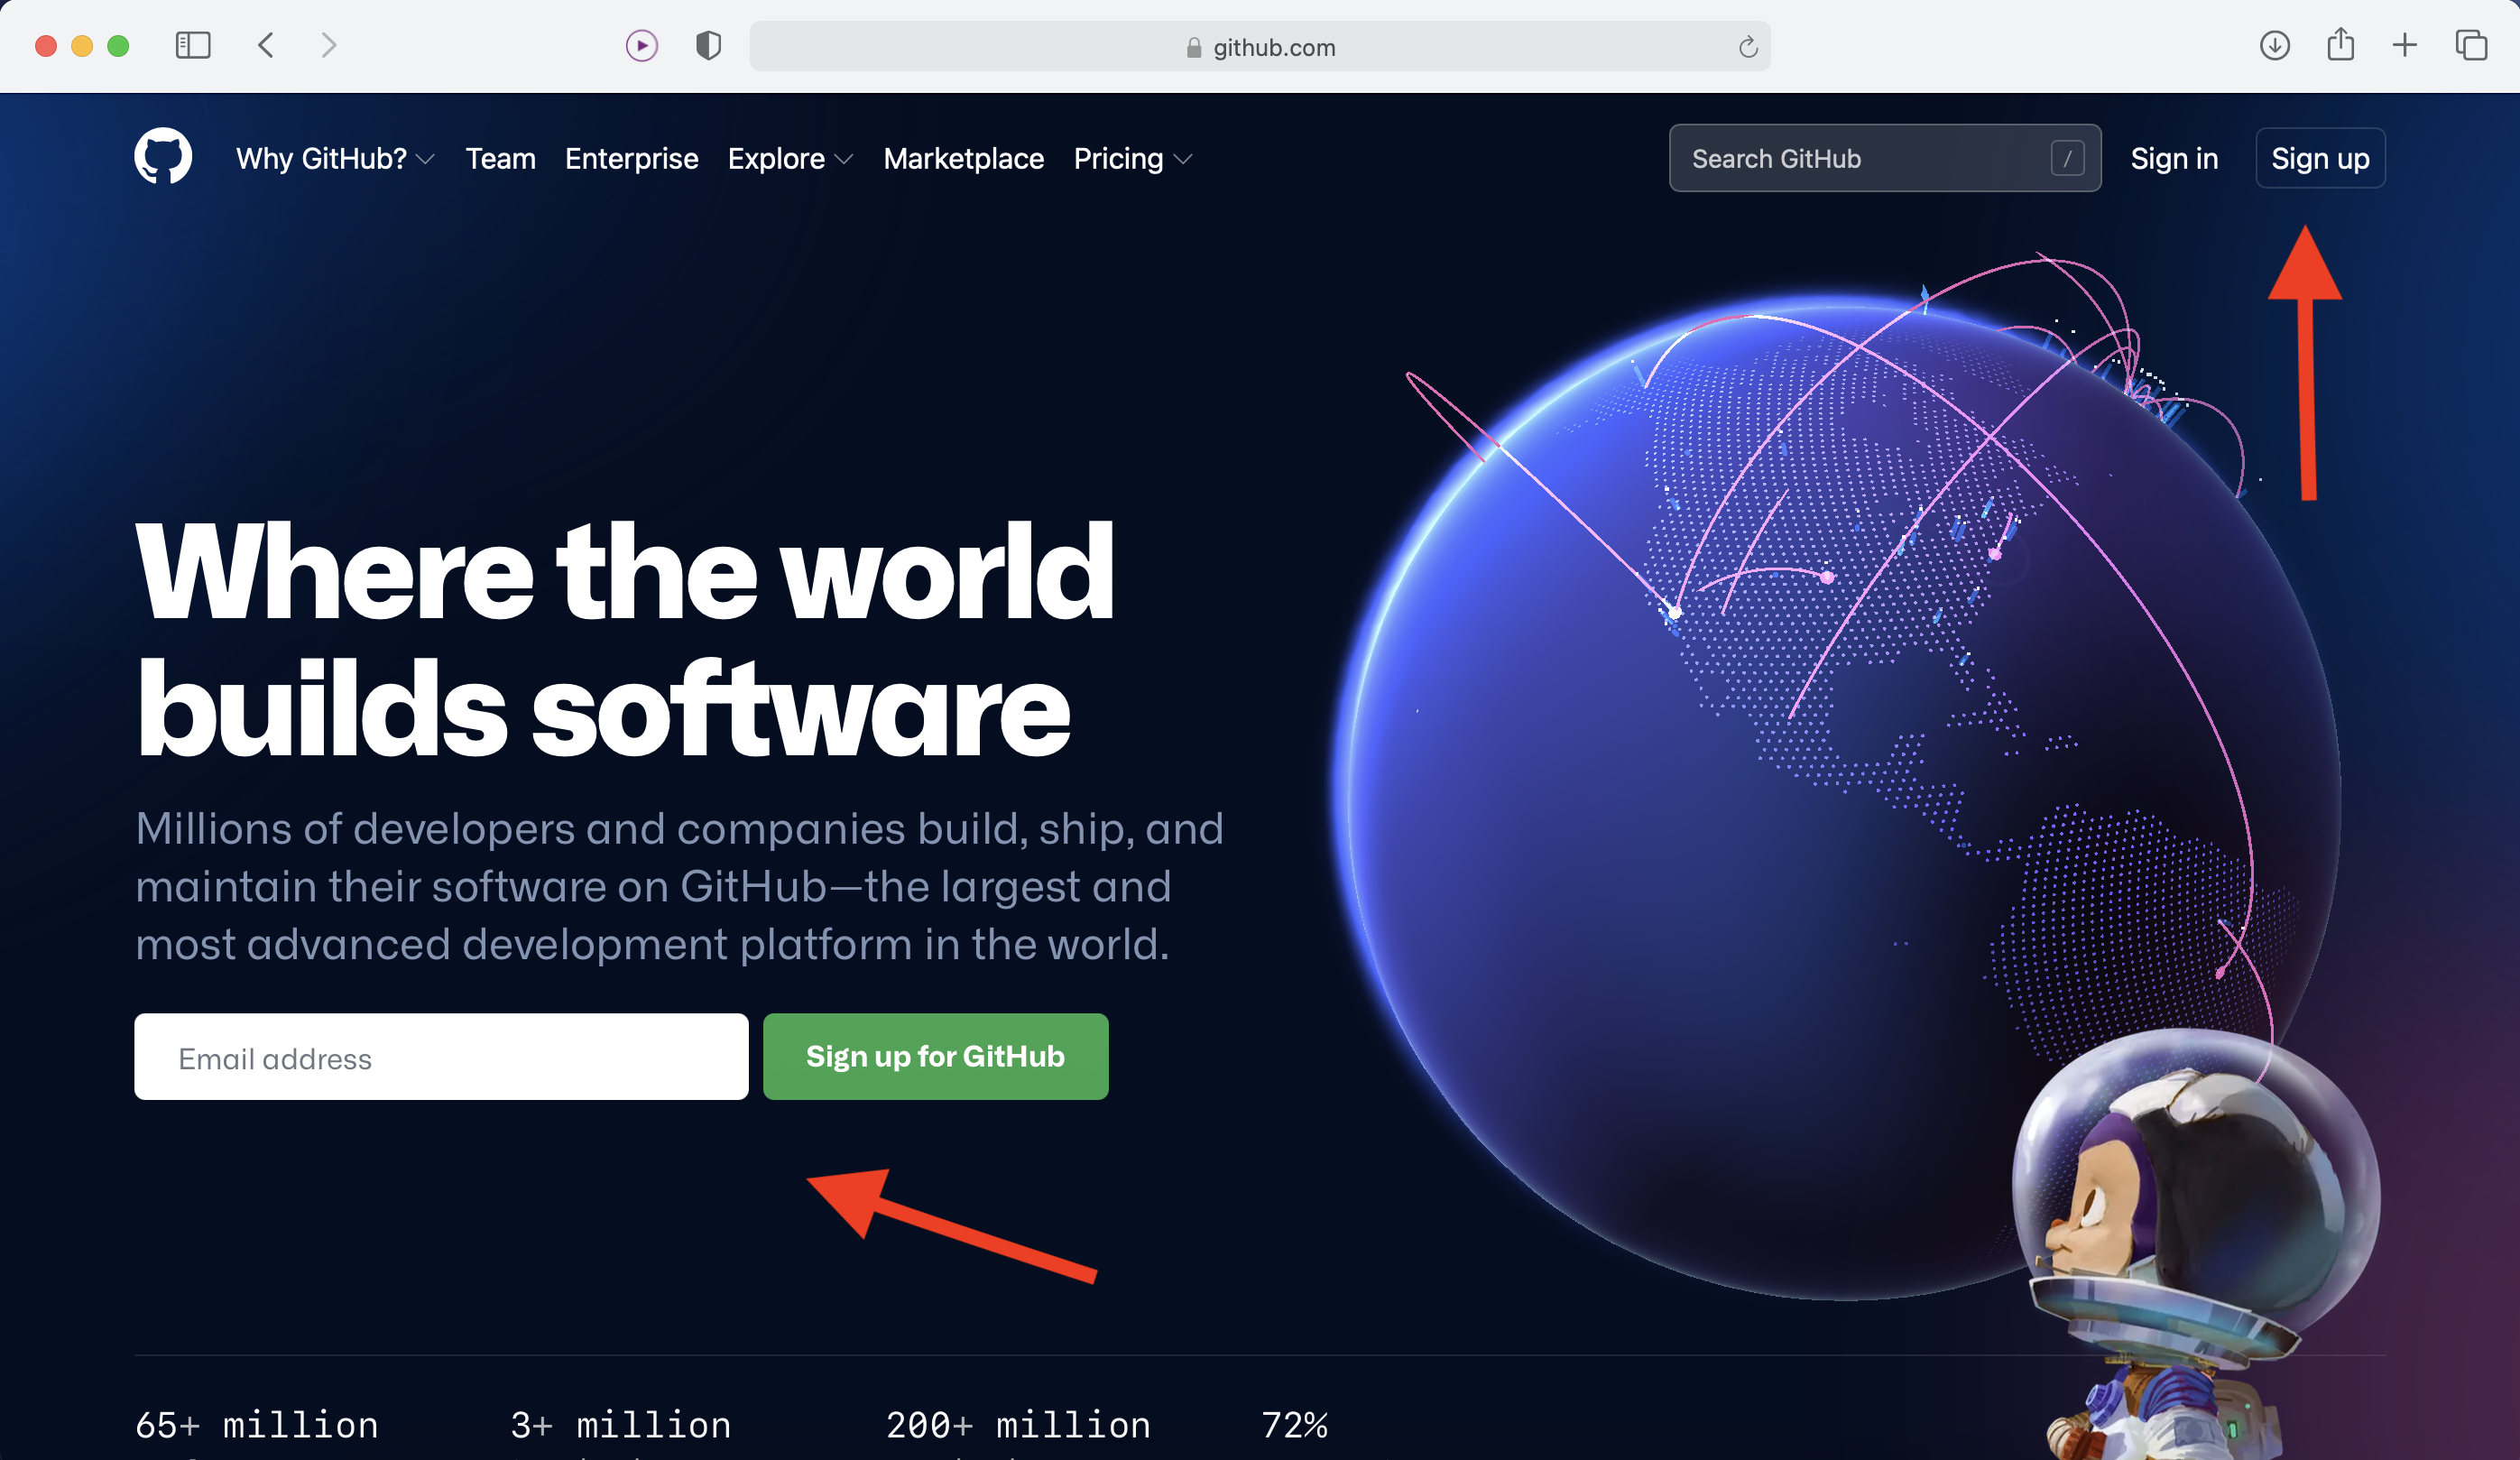 github.com
Why GitHub? Team Enterprise Explore Marketplace Pricing Search GitHub / Sign in Sign up
Where the world
builds software
Millions of developers and companies build, ship, and
maintain their software on GitHub—the largest and
most advanced development platform in the world.
Email address Sign up for GitHub
65+ million 3+ million 200+ million 72%